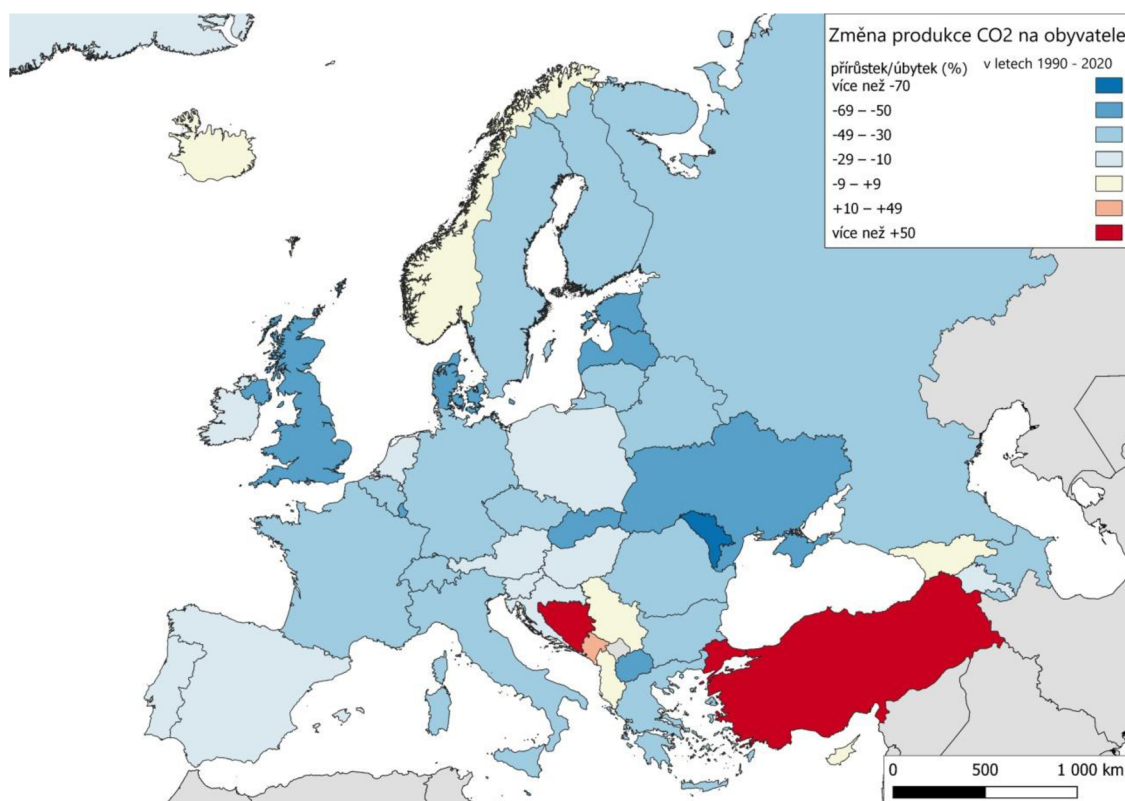 Změna produkce CO2 na obyvatele
přírůstek/úbytek (%) v letech 1990 - 2020
více než -70
-69 – -50
-49 – -30
-29 – -10
-9 – +9
+10 – +49
více než +50
0 500 1 000 km